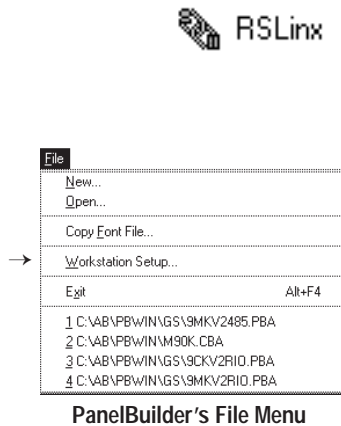 RSLinx
File
New...
Open...
Copy Font File...
Workstation Setup...
Exit Alt+F4
1 C:\AB\PBWIN\GS\9MKV2485.PBA
2 C:\AB\PBWIN\M90K.CBA
3 C:\AB\PBWIN\GS\9CKV2RIO.PBA
4 C:\AB\PBWIN\GS\9MKV2RIO.PBA
PanelBuilder's File Menu